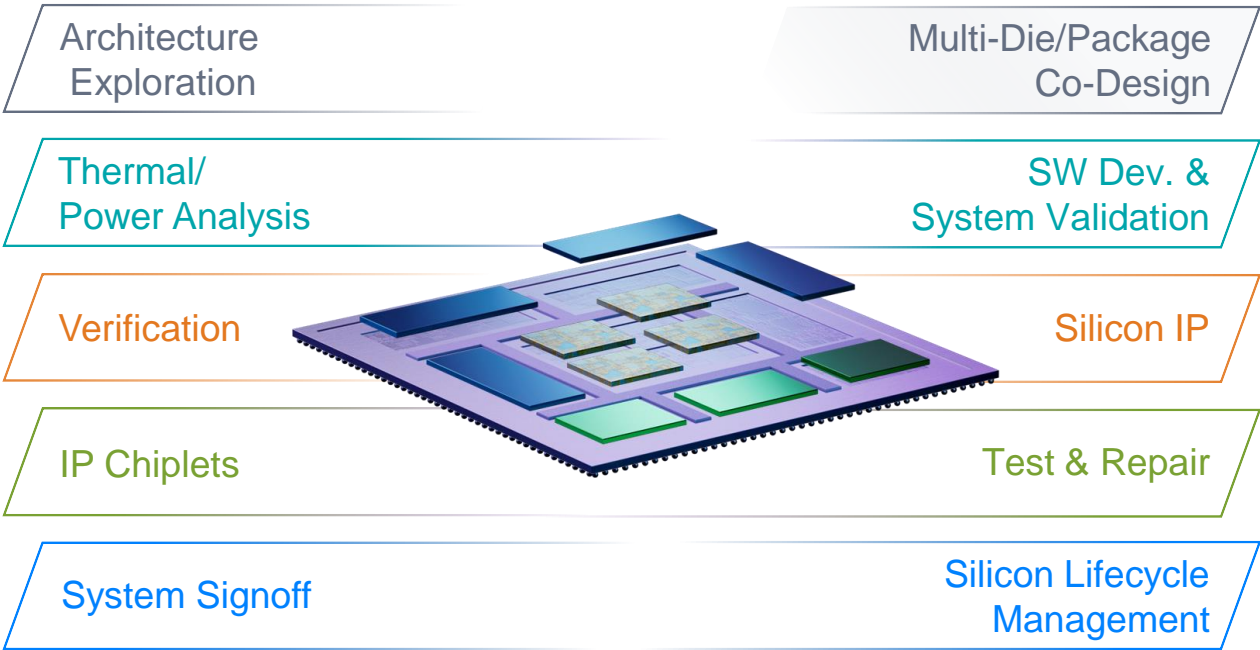 Architecture
Exploration
Multi-Die/Package
Co-Design
Thermal/
Power Analysis
SW Dev. &
System Validation
Verification
Silicon IP
IP Chiplets
Test & Repair
System Signoff
Silicon Lifecycle
Management